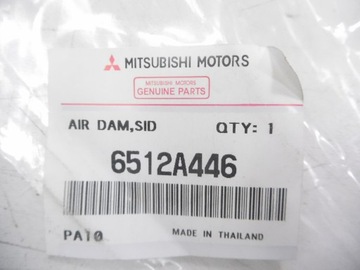 MITSUBISHI MOTORS
MITSUBISHI MOTORS
GENUINE PARTS
AIR DAM,SID QTY: 1
6512A446
PA10 MADE IN THAILAND